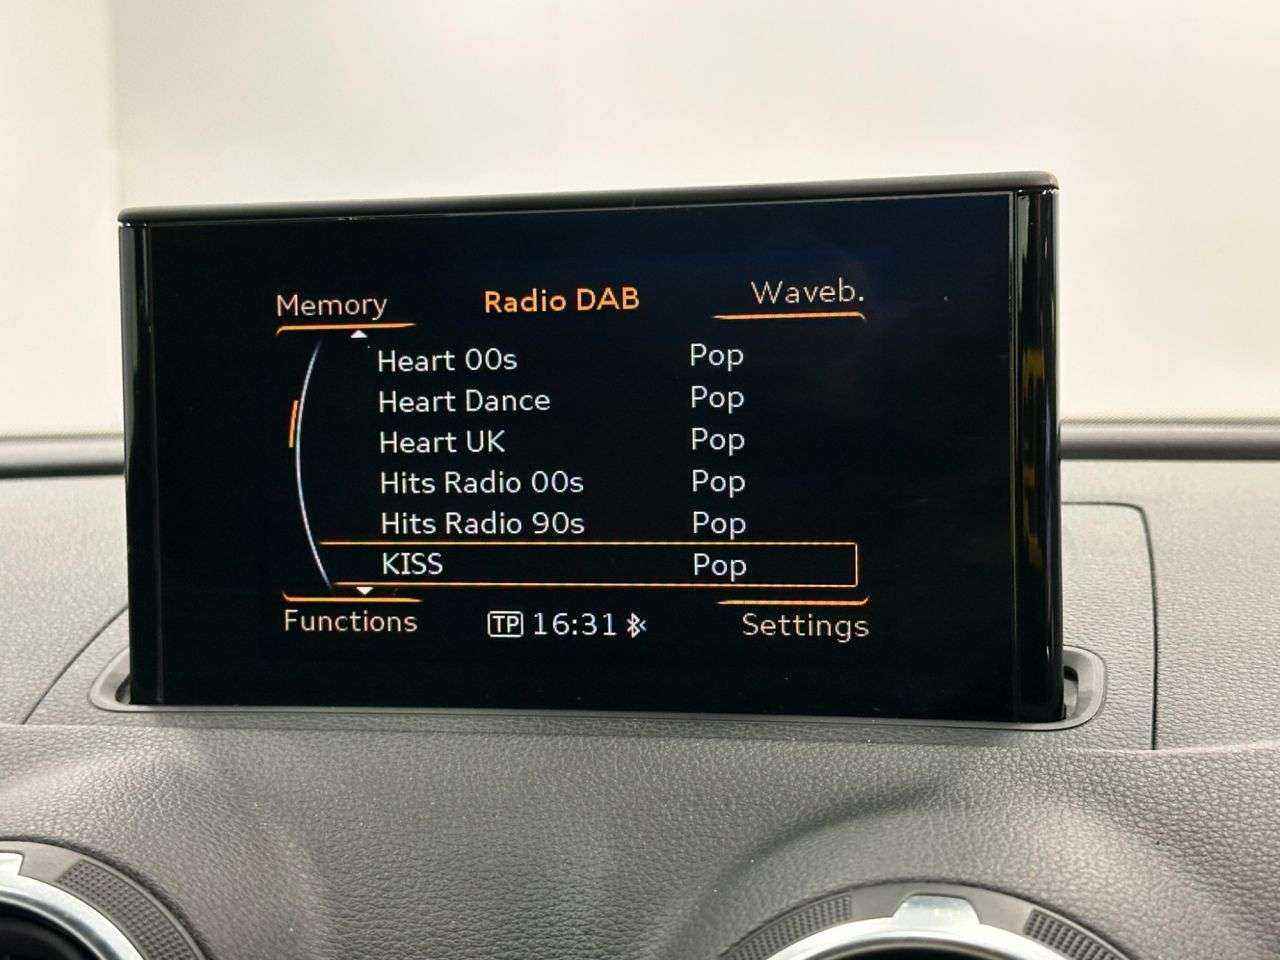 Memory Radio DAB Waveb.
Heart 00s Pop
Heart Dance Pop
Heart UK Pop
Hits Radio 00s Pop
Hits Radio 90s Pop
KISS Pop
Functions TP 16:31 Settings